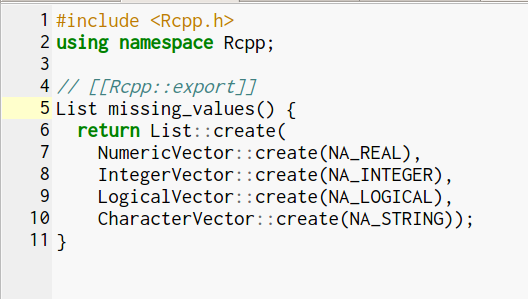 1 #include <Rcpp.h>
2 using namespace Rcpp;
3
4 // [[Rcpp::export]]
5 List missing_values() {
6   return List::create(
7     NumericVector::create(NA_REAL),
8     IntegerVector::create(NA_INTEGER),
9     LogicalVector::create(NA_LOGICAL),
10     CharacterVector::create(NA_STRING));
11 }